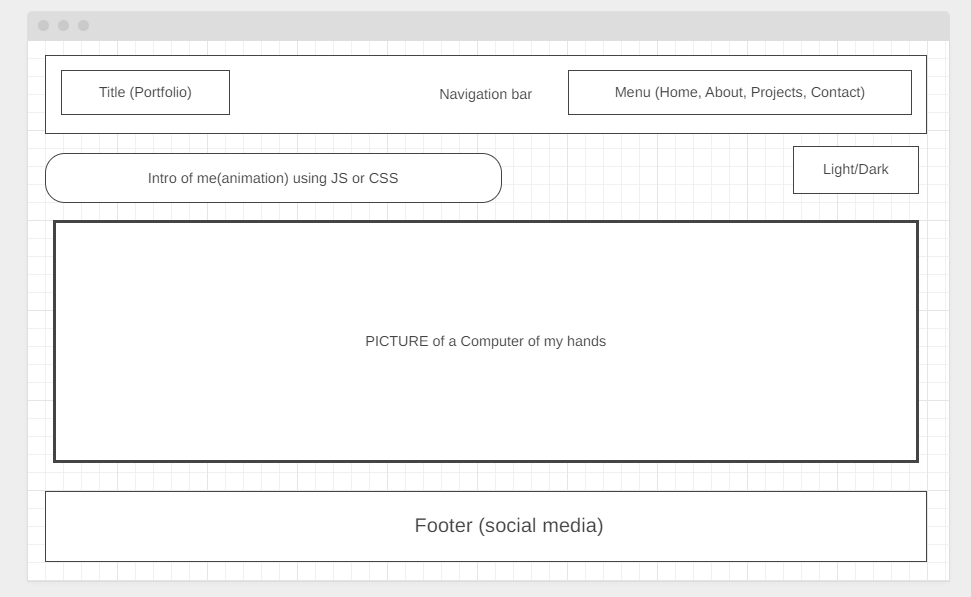 Title (Portfolio)
Navigation bar
Menu (Home, About, Projects, Contact)
Intro of me(animation) using JS or CSS
Light/Dark
PICTURE of a Computer of my hands
Footer (social media)